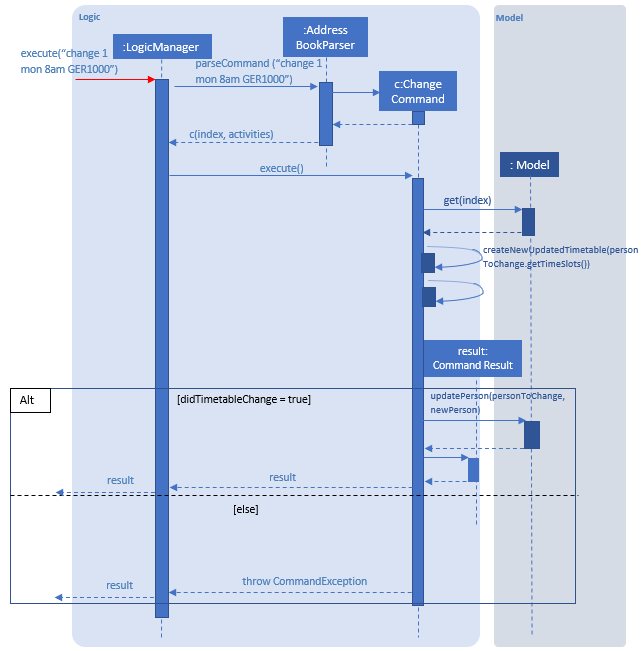 Logic
Model
:LogicManager
:Address
BookParser
execute(“change 1
mon 8am GER1000”)
parseCommand (“change 1
mon 8am GER1000”)
c:Change
Command
c(index, activities)
execute()
: Model
get(index)
createNewUpdatedTimetable(person
ToChange.getTimeSlots{})
result:
Command Result
Alt
[didTimetableChange = true]
updatePerson(personToChange,
newPerson)
result
result
[else]
throw CommandException
result